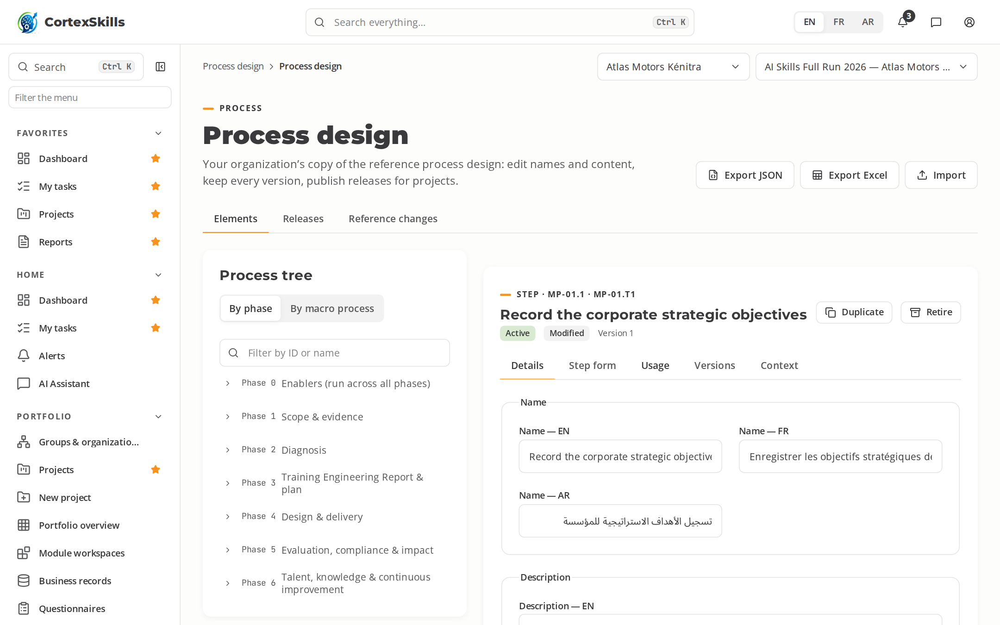 CortexSkills
Search everything...
Ctrl K
EN FR AR
3
Search
Ctrl K
Filter the menu
FAVORITES
Dashboard
My tasks
Projects
Reports
HOME
Dashboard
My tasks
Alerts
AI Assistant
PORTFOLIO
Groups & organizatio...
Projects
New project
Portfolio overview
Module workspaces
Business records
Questionnaires
Process design > Process design
Atlas Motors Kénitra
AI Skills Full Run 2026 — Atlas Motors ...
PROCESS
Process design
Your organization’s copy of the reference process design: edit names and content,
keep every version, publish releases for projects.
Export JSON
Export Excel
Import
Elements
Releases
Reference changes
Process tree
By phase
By macro process
Filter by ID or name
Phase 0 Enablers (run across all phases)
Phase 1 Scope & evidence
Phase 2 Diagnosis
Phase 3 Training Engineering Report &
plan
Phase 4 Design & delivery
Phase 5 Evaluation, compliance & impact
Phase 6 Talent, knowledge & continuous
improvement
STEP · MP-01.1 · MP-01.T1
Record the corporate strategic objectives
Duplicate
Retire
Active
Modified
Version 1
Details
Step form
Usage
Versions
Context
Name
Name — EN
Record the corporate strategic objective
Name — FR
Enregistrer les objectifs stratégiques de
Name — AR
تسجيل الأهداف الاستراتيجية للمؤسسة
Description
Description — EN